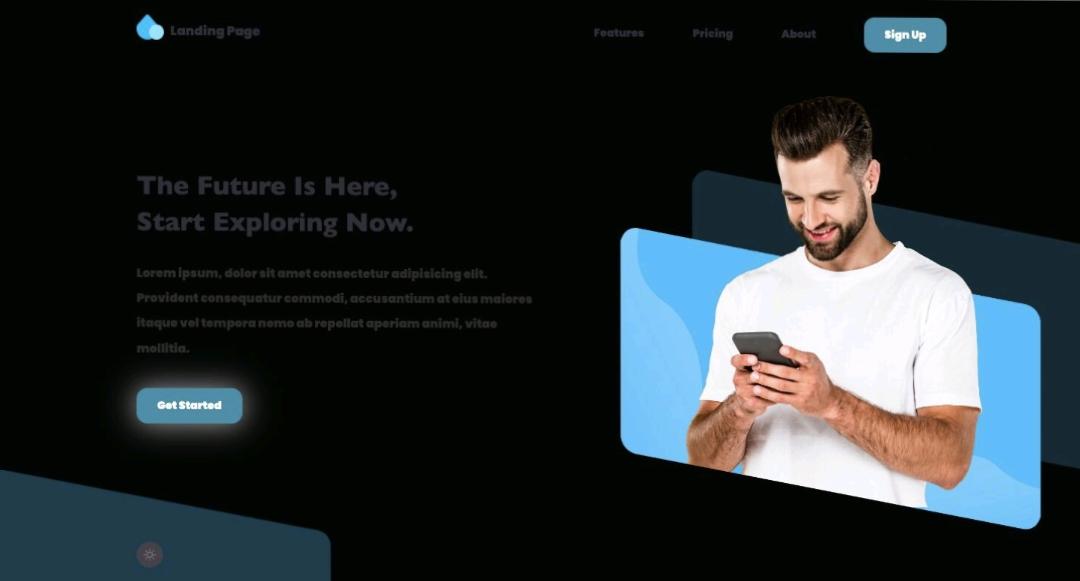 Landing Page
Features
Pricing
About
Sign Up
The Future Is Here,
Start Exploring Now.
Lorem ipsum, dolor sit amet consectetur adipisicing elit.
Provident consequatur commodi, accusantium at eius maiores
itaque vel tempora nemo ab repellat aperiam animi, vitae
mollitia.
Get Started